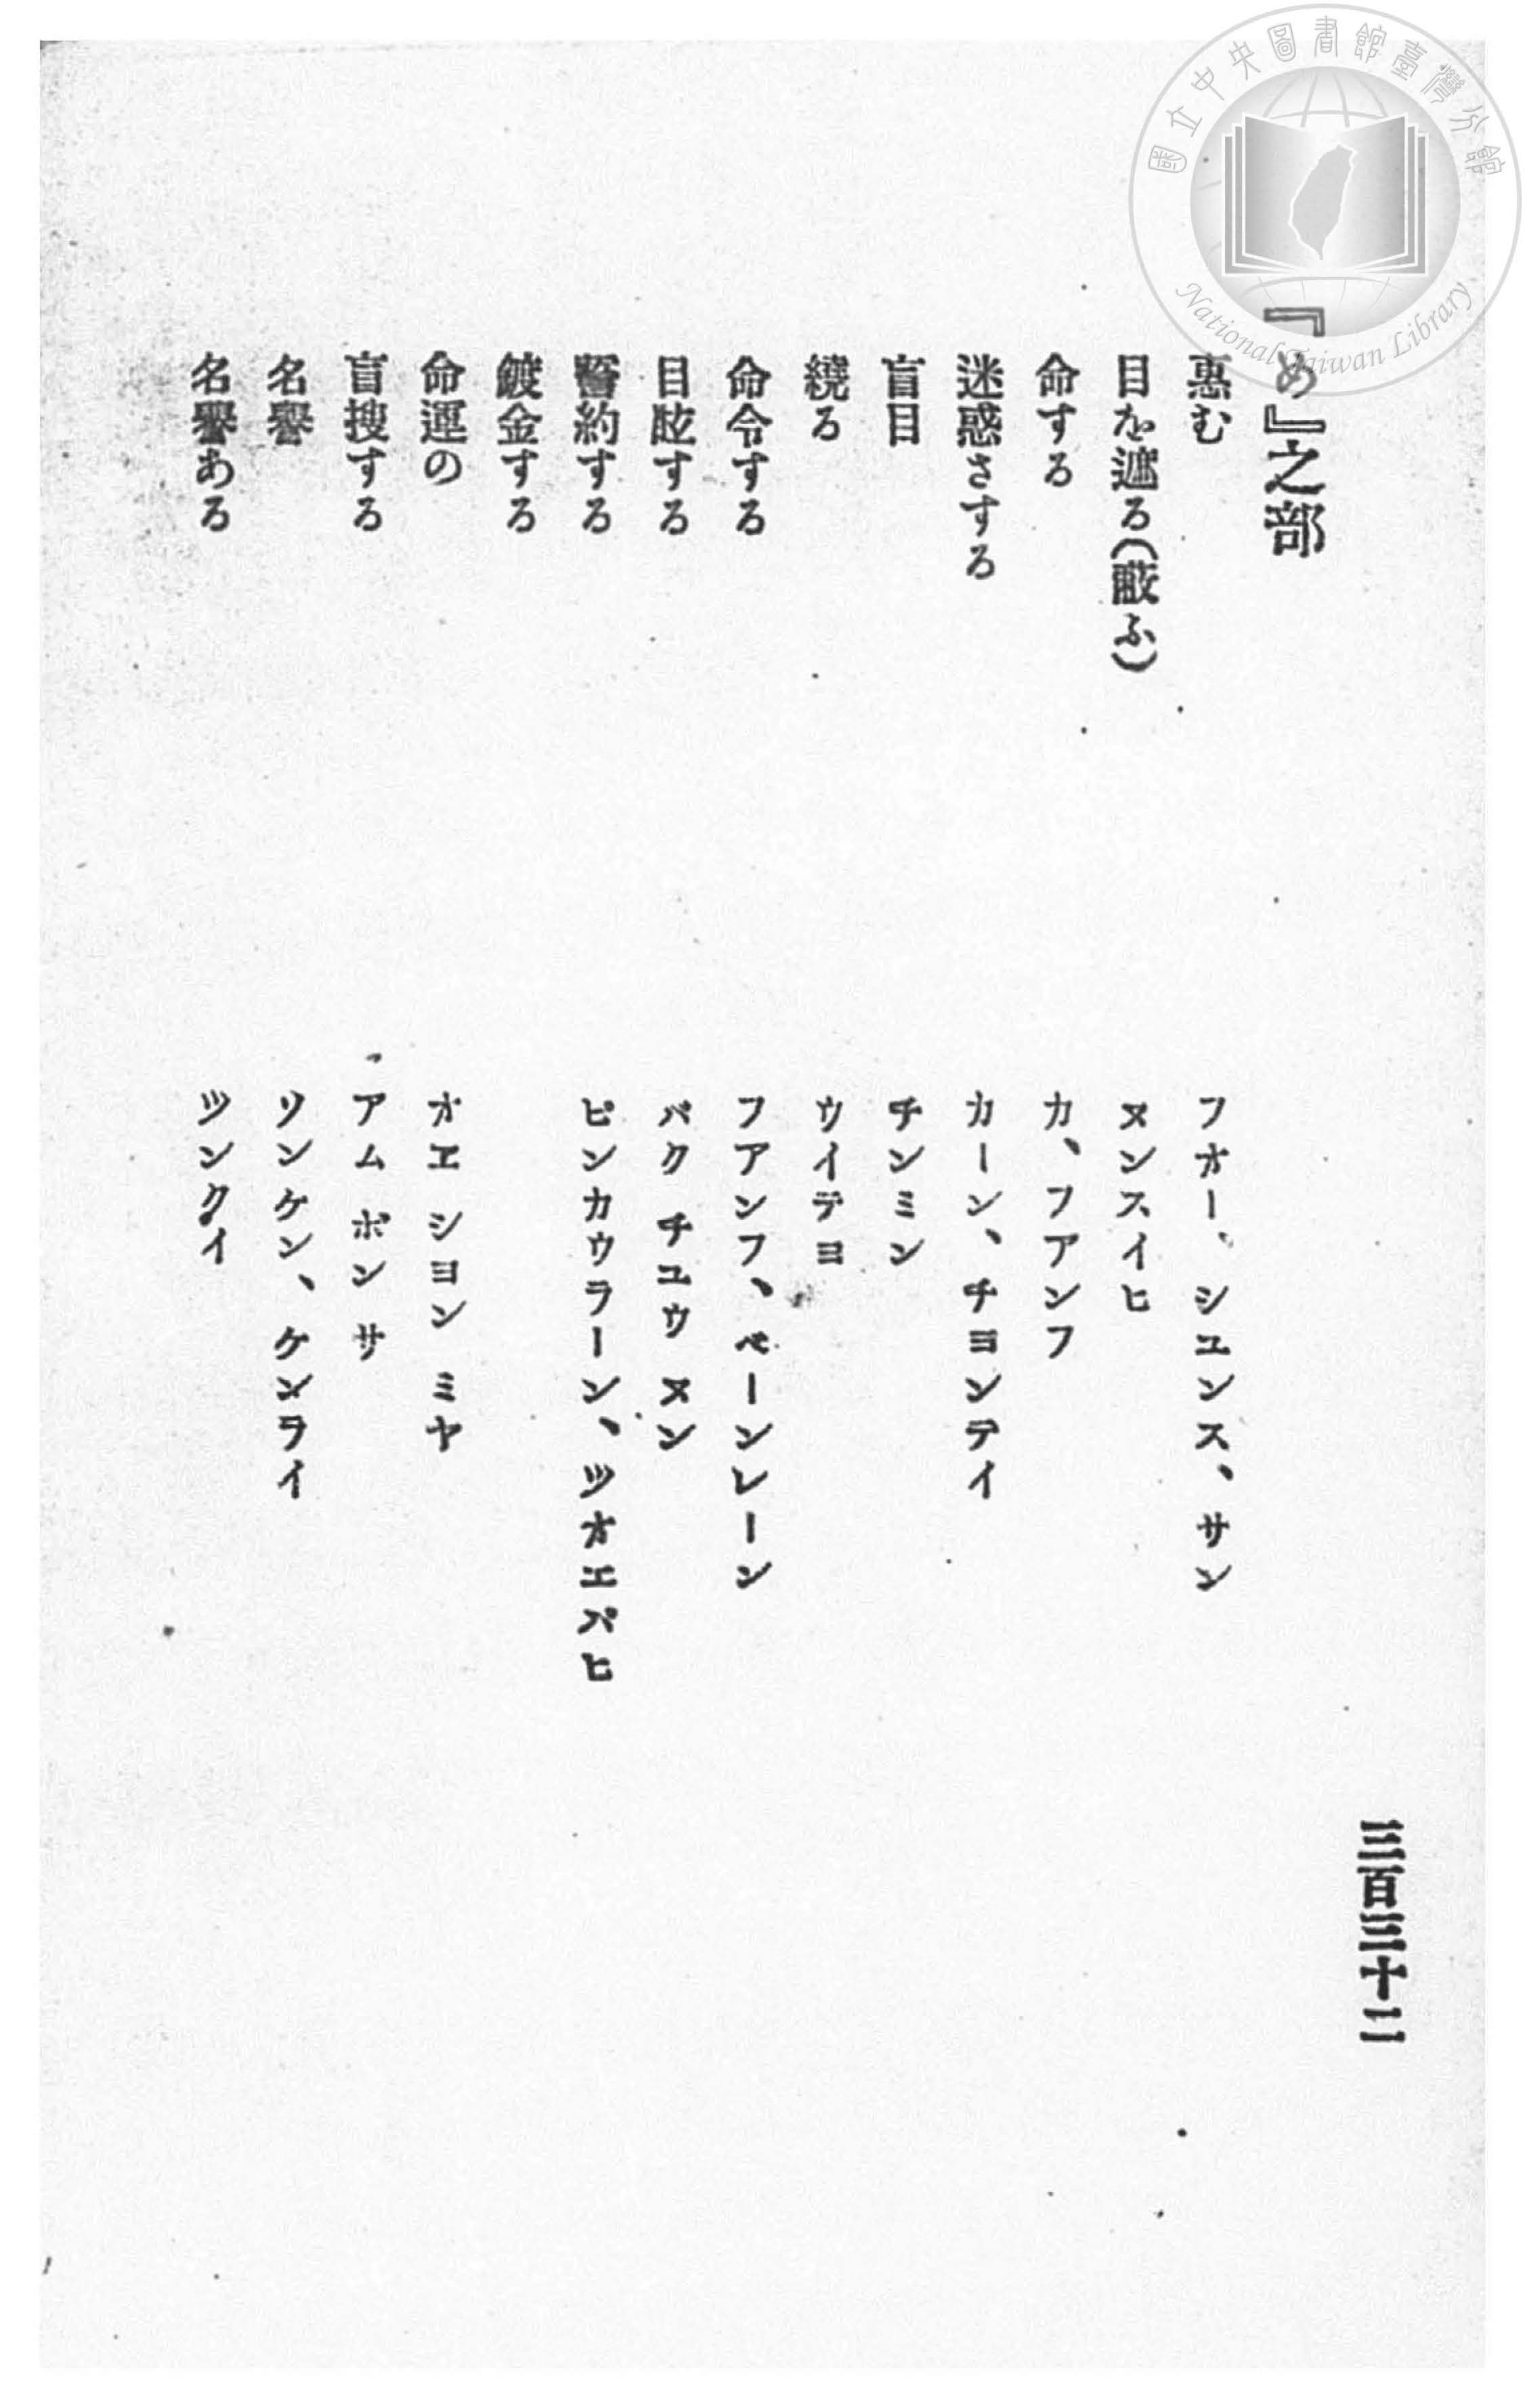 國立中央圖書館臺灣分館
National Taiwan Library
三百三十二
『め』之部
惠む フオー、シユンス、サン
目を遮る(蔽ふ) ヌンスイヒ
命する カ、フアンフ
迷惑さする カーン、チヨンテイ
盲目 チンミン
繞る ウイテヨ
命令する フアンフ、ペーンレーン
目眩する バク チユウ ヌン
誓約する ピンカウラーン、ツオエパヒ
鍍金する
命運の オエ シヨン ミヤ
盲搜する アム ボン サ
名譽 ソンケン、ケンヲイ
名譽ある ツンクイ